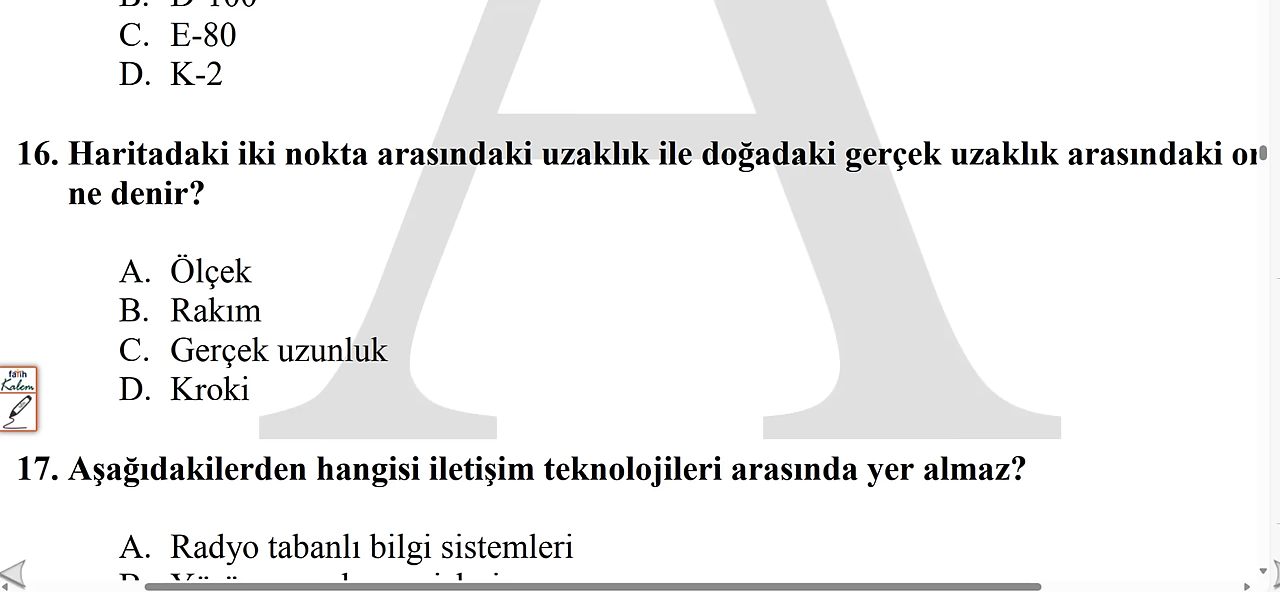 C. E-80
D. K-2
16. Haritadaki iki nokta arasındaki uzaklık ile doğadaki gerçek uzaklık arasındaki
ne denir?
A. Ölçek
B. Rakım
C. Gerçek uzunluk
D. Kroki
fatih
Kalem
17. Aşağıdakilerden hangisi iletişim teknolojileri arasında yer almaz?
A. Radyo tabanlı bilgi sistemleri